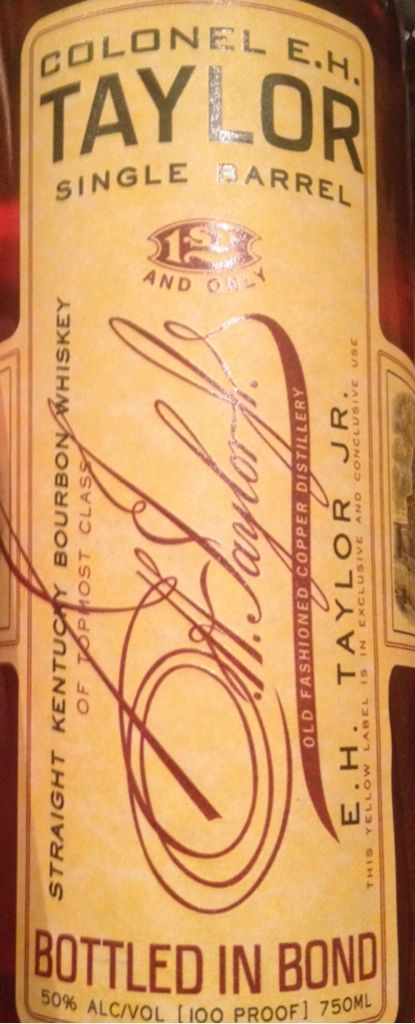 COLONEL E.H.
TAYLOR
SINGLE BARREL
1ST
AND ONLY
STRAIGHT KENTUCKY BOURBON WHISKEY
OF TOPMOST CLASS
E. H. Taylor Jr.
OLD FASHIONED COPPER DISTILLERY
E. H. TAYLOR JR.
THIS YELLOW LABEL IS IN EXCLUSIVE AND CONCLUSIVE USE
BOTTLED IN BOND
50% ALC/VOL [100 PROOF] 750ML